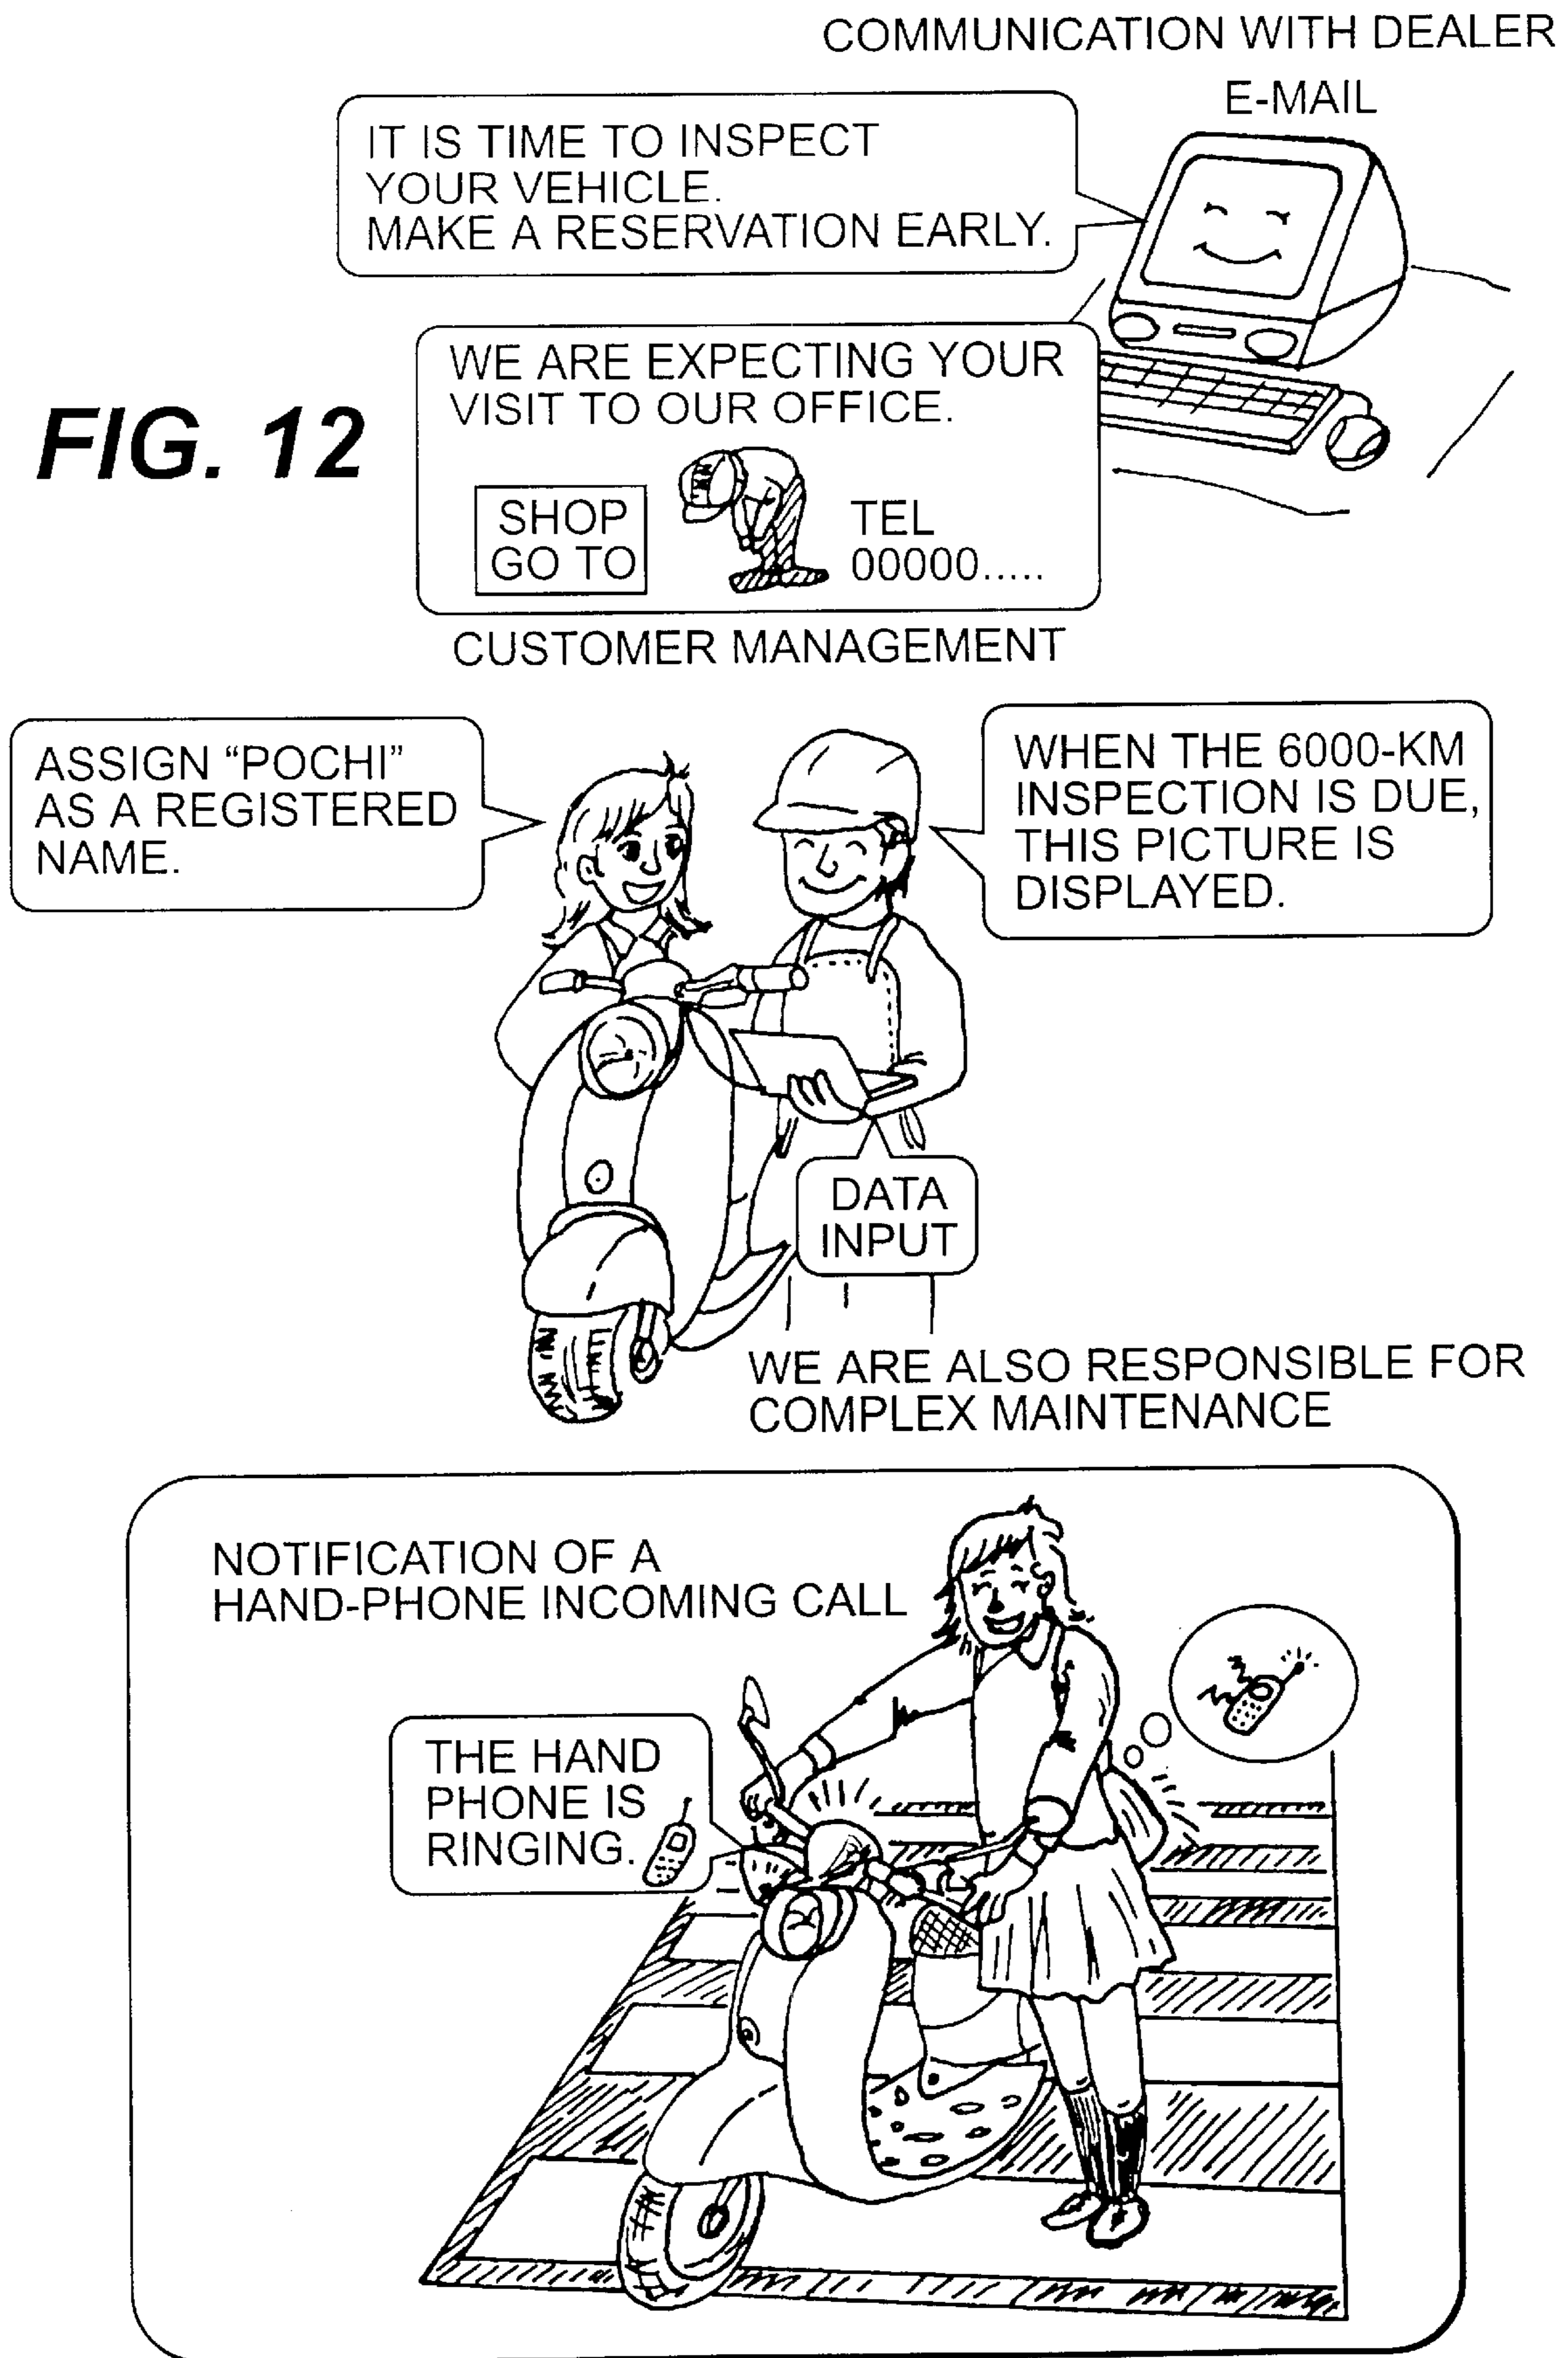 COMMUNICATION WITH DEALER
E-MAIL
IT IS TIME TO INSPECT
YOUR VEHICLE.
MAKE A RESERVATION EARLY.
WE ARE EXPECTING YOUR
VISIT TO OUR OFFICE.
SHOP
GO TO
TEL
00000.....
FIG. 12
CUSTOMER MANAGEMENT
ASSIGN “POCHI”
AS A REGISTERED
NAME.
WHEN THE 6000-KM
INSPECTION IS DUE,
THIS PICTURE IS
DISPLAYED.
DATA
INPUT
WE ARE ALSO RESPONSIBLE FOR
COMPLEX MAINTENANCE
NOTIFICATION OF A
HAND-PHONE INCOMING CALL
THE HAND
PHONE IS
RINGING.